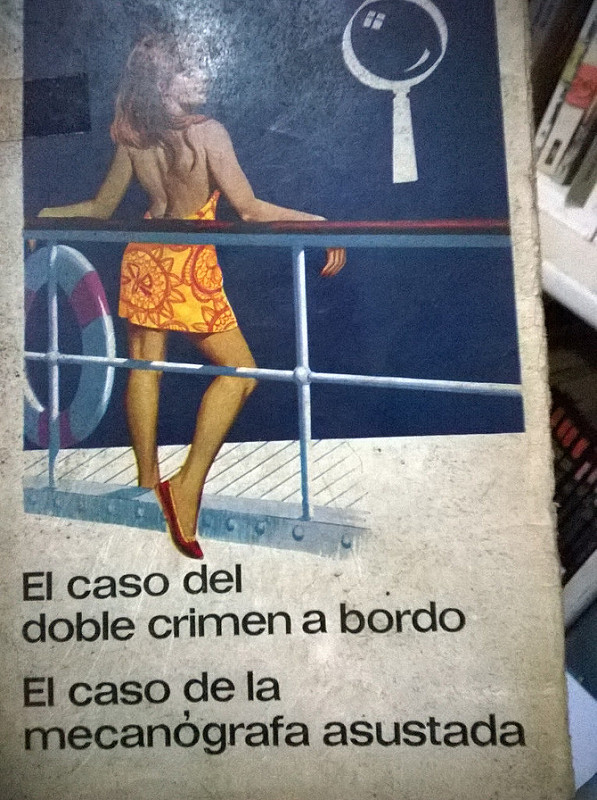 El caso del
doble crimen a bordo
El caso de la
mecanógrafa asustada